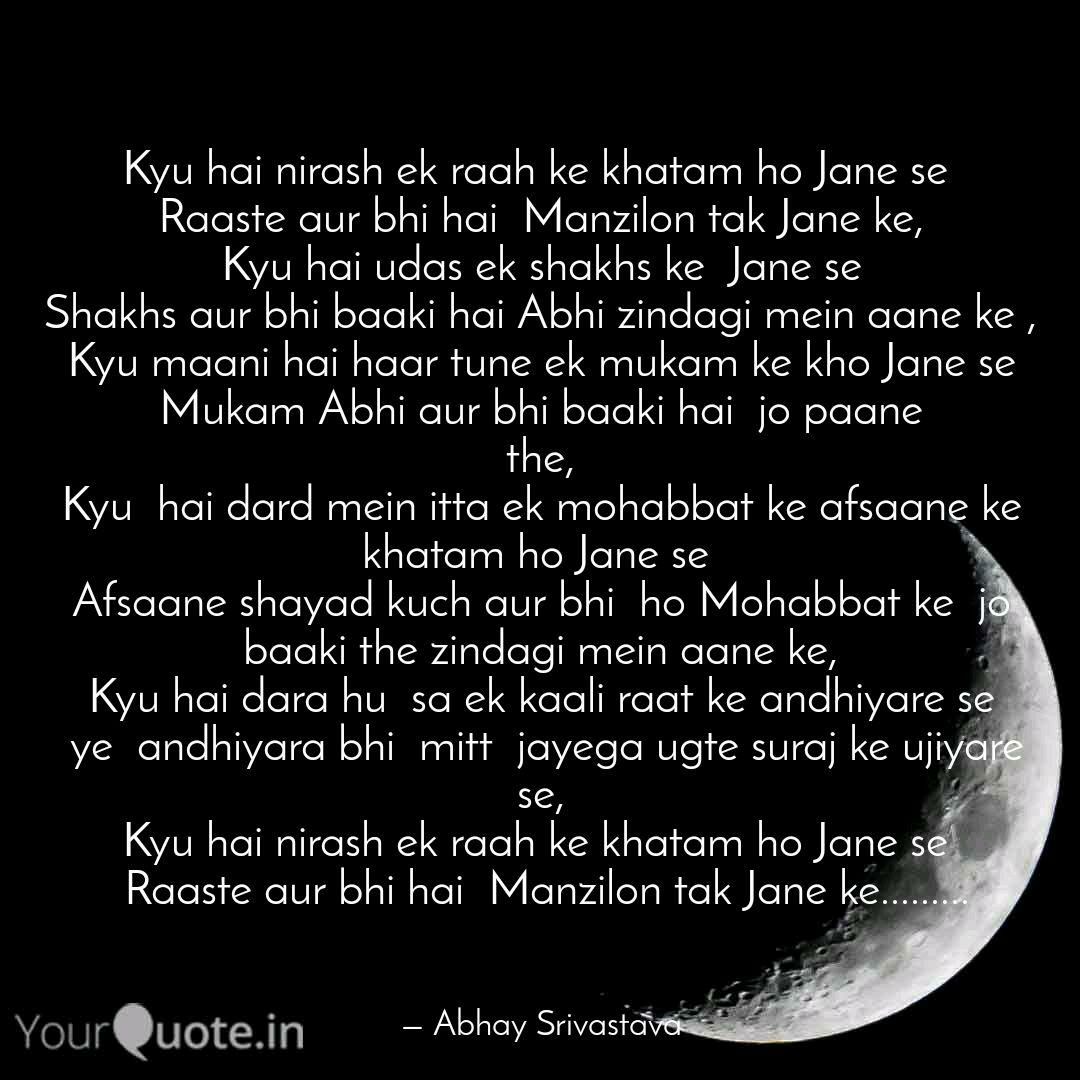 Kyu hai nirash ek raah ke khatam ho Jane se
Raaste aur bhi hai Manzilon tak Jane ke,
Kyu hai udas ek shakhs ke Jane se
Shakhs aur bhi baaki hai Abhi zindagi mein aane ke ,
Kyu maani hai haar tune ek mukam ke kho Jane se
Mukam Abhi aur bhi baaki hai jo paane
the,
Kyu hai dard mein itta ek mohabbat ke afsaane ke
khatam ho Jane se
Afsaane shayad kuch aur bhi ho Mohabbat ke jo
baaki the zindagi mein aane ke,
Kyu hai dara hu sa ek kaali raat ke andhiyare se
ye andhiyara bhi mitt jayega ugte suraj ke ujiyare
se,
Kyu hai nirash ek raah ke khatam ho Jane se
Raaste aur bhi hai Manzilon tak Jane ke.........
– Abhay Srivastava
YourQuote.in